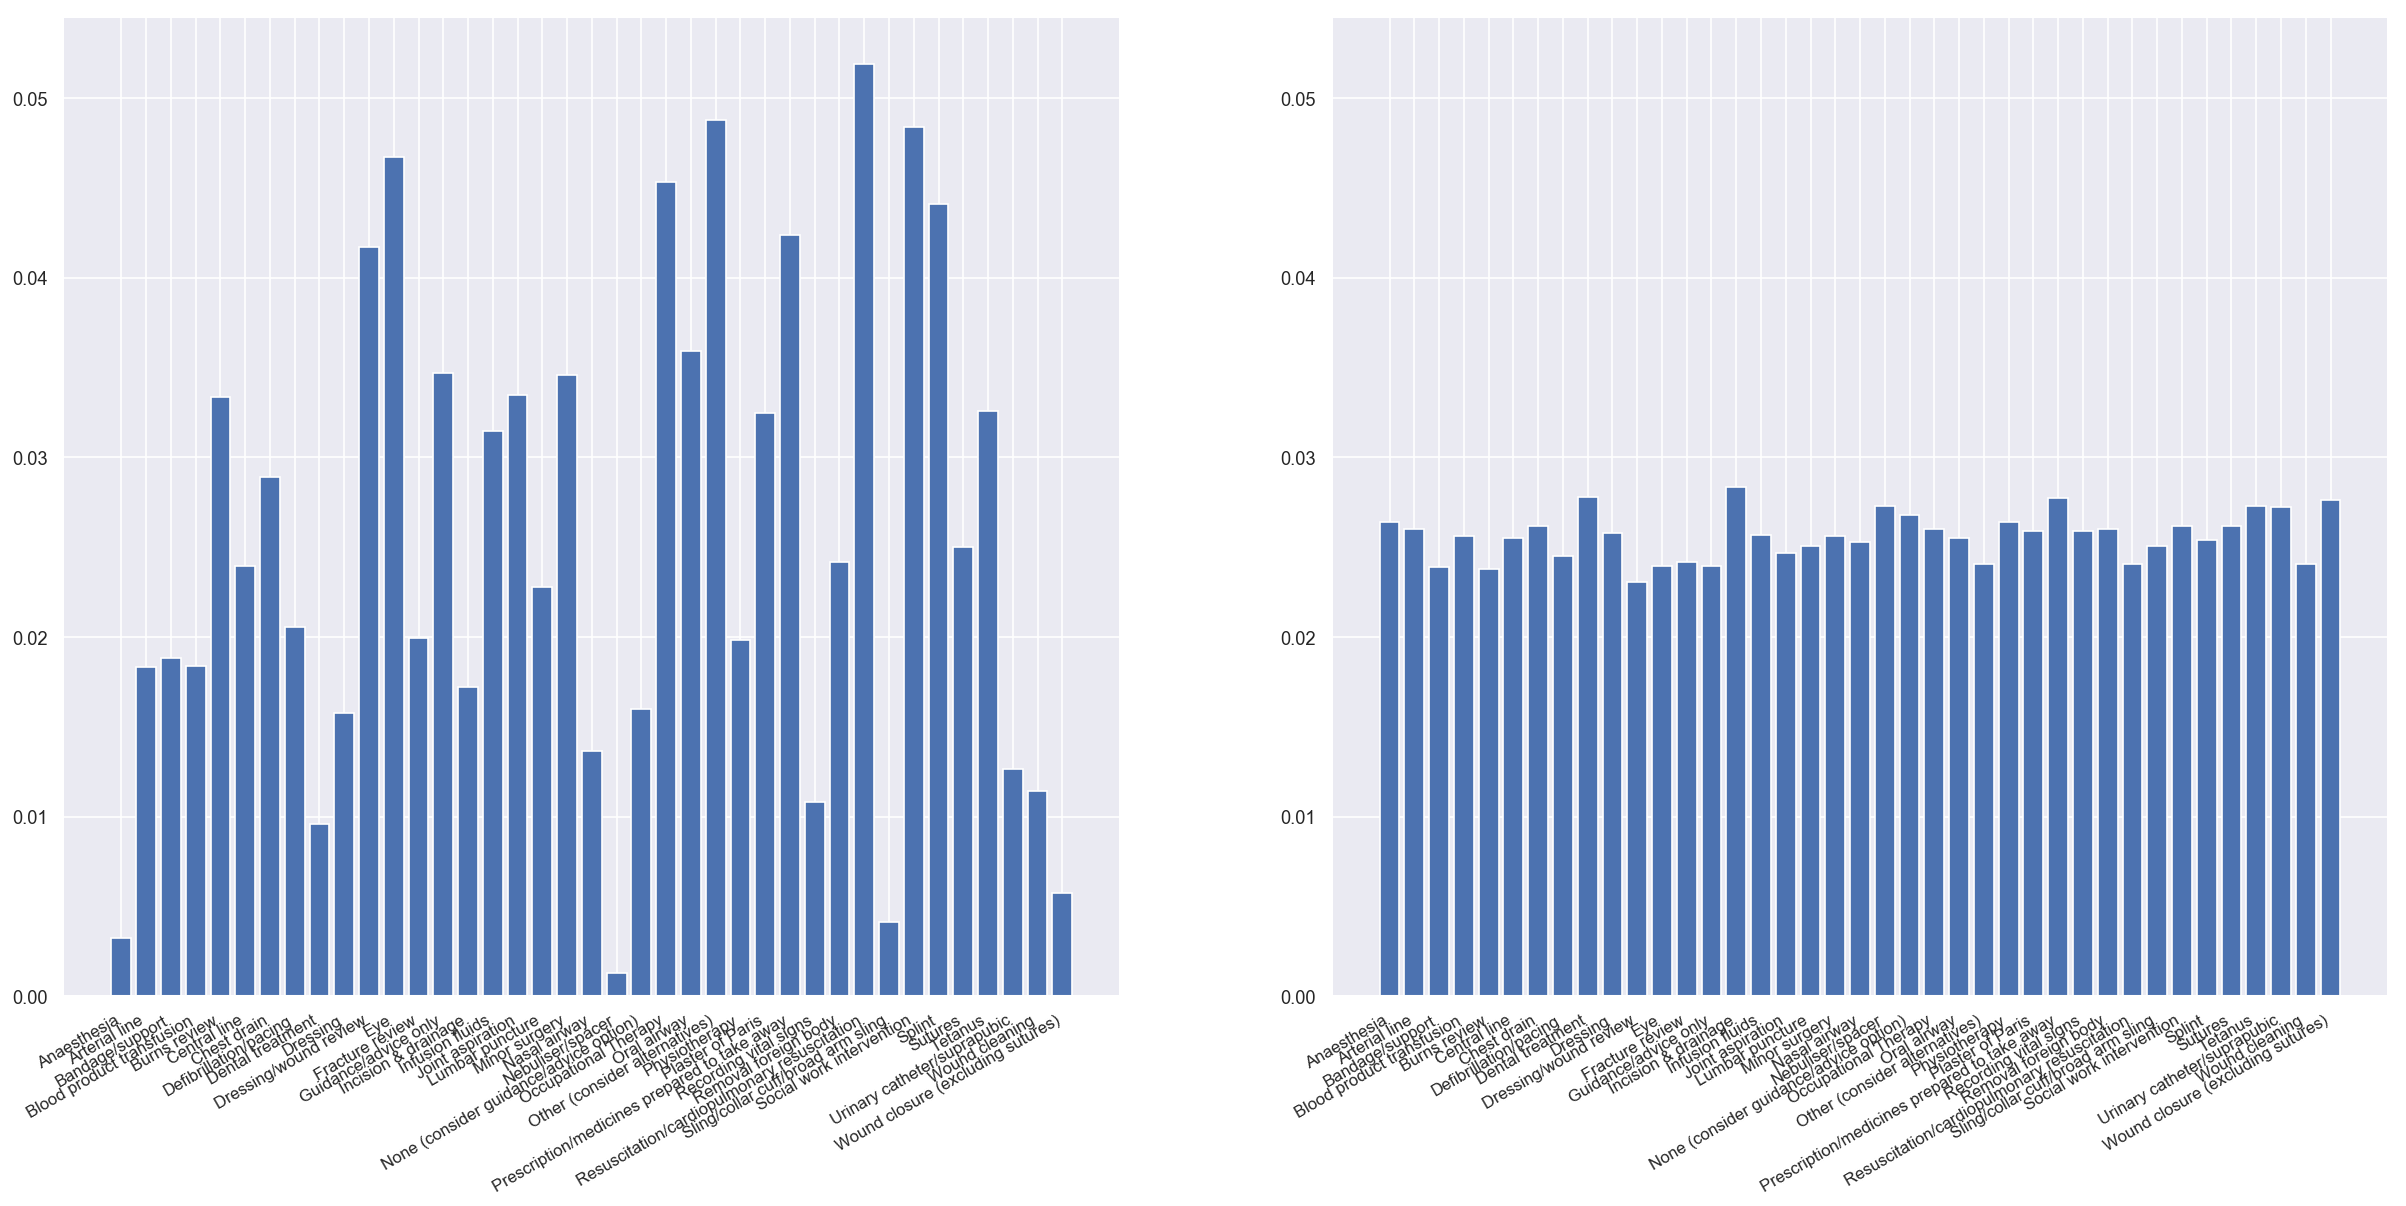 0.05
0.04
0.03
0.02
0.01
0.00
Anaesthesia
Arterial line
Bandage/support
Blood product transfusion
Burns review
Central line
Chest drain
Defibrillation/pacing
Dental treatment
Dressing
Dressing/wound review
Eye
Fracture review
Guidance/advice only
Incision & drainage
Infusion fluids
Joint aspiration
Lumbar puncture
Minor surgery
Nasal airway
Nebuliser/spacer
None (consider guidance/advice option)
Occupational Therapy
Oral airway
Other (consider alternatives)
Physiotherapy
Plaster of Paris
Prescription/medicines prepared to take away
Recording vital signs
Removal foreign body
Resuscitation/cardiopulmonary resuscitation
Sling/collar cuff/broad arm sling
Social work intervention
Splint
Sutures
Tetanus
Urinary catheter/suprapubic
Wound cleaning
Wound closure (excluding sutures)
0.05
0.04
0.03
0.02
0.01
0.00
Anaesthesia
Arterial line
Bandage/support
Blood product transfusion
Burns review
Central line
Chest drain
Defibrillation/pacing
Dental treatment
Dressing
Dressing/wound review
Eye
Fracture review
Guidance/advice only
Incision & drainage
Infusion fluids
Joint aspiration
Lumbar puncture
Minor surgery
Nasal airway
Nebuliser/spacer
None (consider guidance/advice option)
Occupational Therapy
Oral airway
Other (consider alternatives)
Physiotherapy
Plaster of Paris
Prescription/medicines prepared to take away
Recording vital signs
Removal foreign body
Resuscitation/cardiopulmonary resuscitation
Sling/collar cuff/broad arm sling
Social work intervention
Splint
Sutures
Tetanus
Urinary catheter/suprapubic
Wound cleaning
Wound closure (excluding sutures)